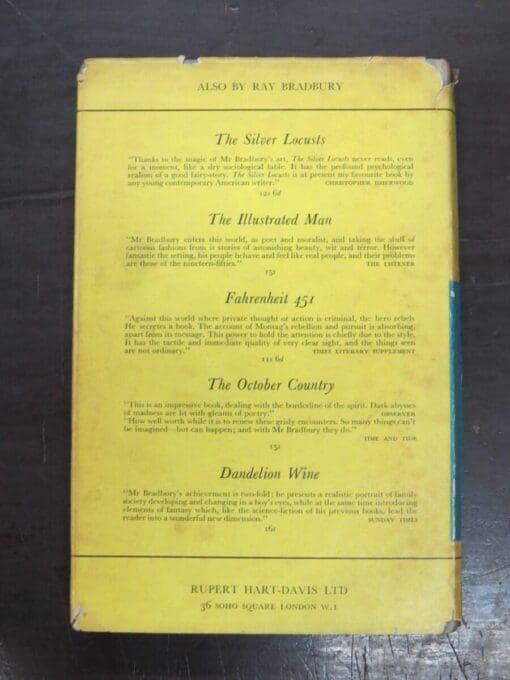 ALSO BY RAY BRADBURY
The Silver Locusts
"Thanks to the magic of Mr Bradbury's art, The Silver Locusts never reads, even
for a moment, like a dry sociological fable. It has the profound psychological
realism of a good fairy-story. The Silver Locusts is at present my favourite book by
any young contemporary American writer." CHRISTOPHER ISHERWOOD
12s 6d
The Illustrated Man
"Mr Bradbury enters this world, as poet and moralist, and taking the stuff of
cartoons fashions from it stories of astonishing beauty, wit and terror. However
fantastic the setting, his people behave and feel like real people, and their problems
are those of the nineteen-fifties." THE LISTENER
15s
Fahrenheit 451
"Against this world where private thought or action is criminal, the hero rebels
He secretes a book. The account of Montag's rebellion and pursuit is absorbing,
apart from its message. This power to hold the attention is chiefly due to the style.
It has the tactile and immediate quality of very clear sight, and the things seen
are not ordinary." TIMES LITERARY SUPPLEMENT
11s 6d
The October Country
"This is an impressive book, dealing with the borderline of the spirit. Dark abysses
of madness are lit with gleams of poetry." OBSERVER
"How well worth while it is to renew these grisly encounters. So many things can't
be imagined—but can happen; and with Mr Bradbury they do."
TIME AND TIDE
15s
Dandelion Wine
"Mr Bradbury's achievement is two-fold; he presents a realistic portrait of family
society developing and changing in a boy's eyes, while at the same time introducing
elements of fantasy which, like the science-fiction of his previous books, lead the
reader into a wonderful new dimension." SUNDAY TIMES
16s
RUPERT HART-DAVIS LTD
36 SOHO SQUARE LONDON W.1